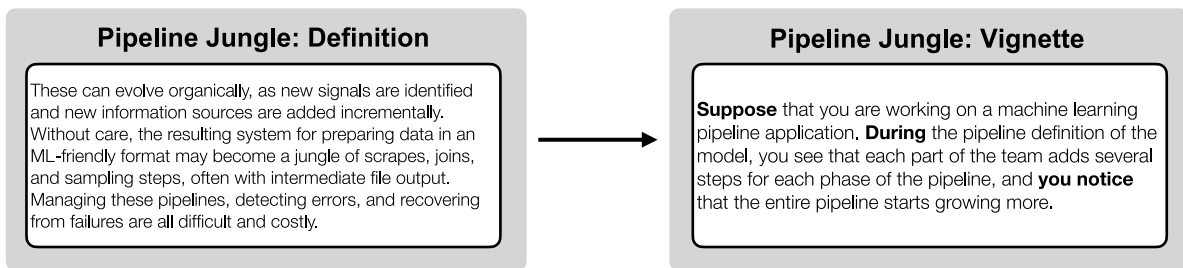 Pipeline Jungle: Definition
These can evolve organically, as new signals are identified
and new information sources are added incrementally.
Without care, the resulting system for preparing data in an
ML-friendly format may become a jungle of scrapes, joins,
and sampling steps, often with intermediate file output.
Managing these pipelines, detecting errors, and recovering
from failures are all difficult and costly.
Pipeline Jungle: Vignette
Suppose that you are working on a machine learning
pipeline application. During the pipeline definition of the
model, you see that each part of the team adds several
steps for each phase of the pipeline, and you notice
that the entire pipeline starts growing more.